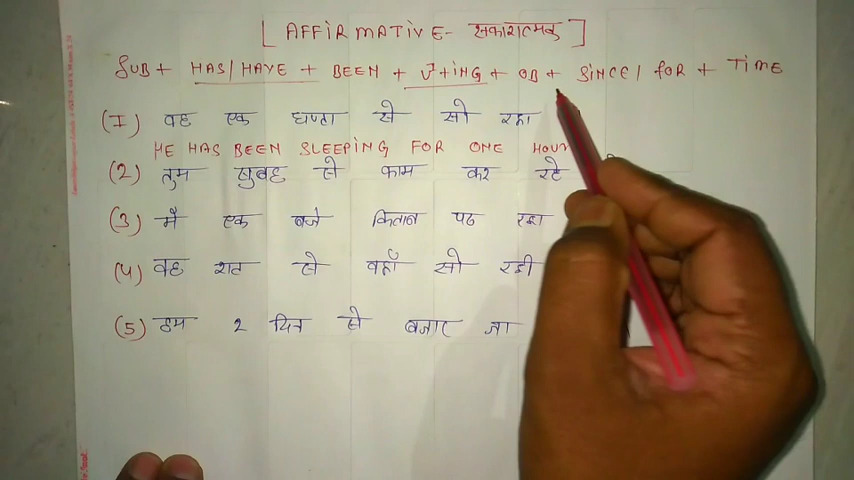 [ AFFIRMATIVE - सकारात्मक ]
SUB + HAS/HAVE + BEEN + V¹+ING + OB + SINCE/ FOR + TIME
(1) वह एक घण्टा से सो रहा
HE HAS BEEN SLEEPING FOR ONE HOUR
(2) तुम सुबह से काम कर रहे
(3) मैं एक बजे किताब पढ रहा
(4) वह रात से वहाँ सो रही
(5) हम 2 दिन से बजार जा